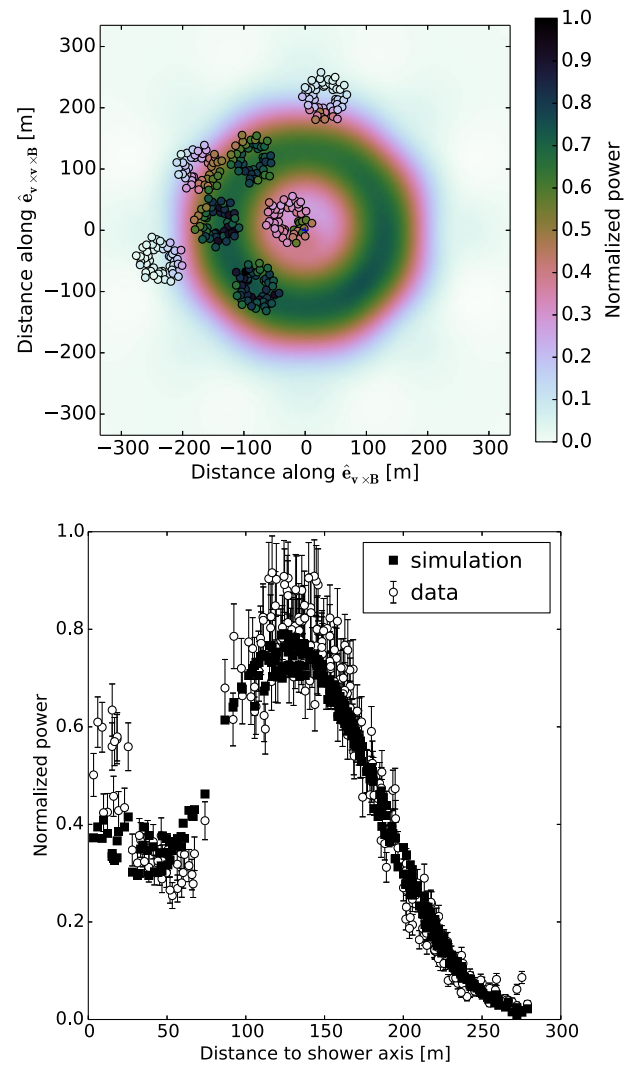 300
200
100
0
−100
−200
−300
Distance along ê_{v×v×B} [m]
−300 −200 −100 0 100 200 300
Distance along ê_{v×B} [m]
1.0
0.9
0.8
0.7
0.6
0.5
0.4
0.3
0.2
0.1
0.0
Normalized power
1.0
0.8
0.6
0.4
0.2
0.0
Normalized power
simulation
data
0 50 100 150 200 250 300
Distance to shower axis [m]